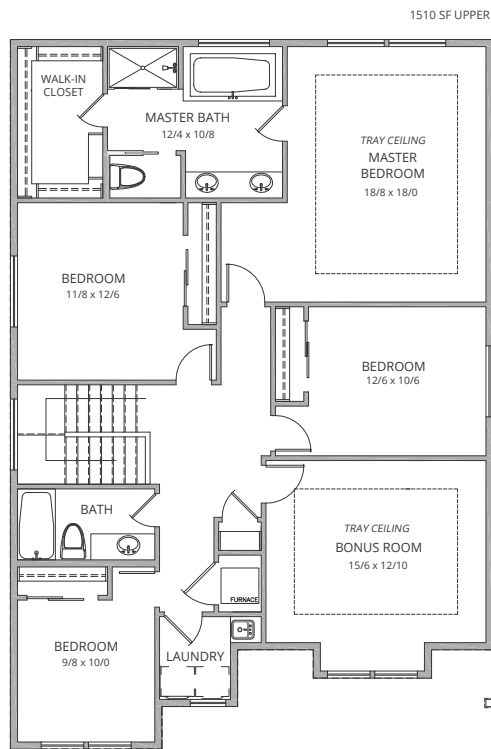 1510 SF UPPER
WALK-IN
CLOSET
MASTER BATH
12/4 x 10/8
TRAY CEILING
MASTER
BEDROOM
18/8 x 18/0
BEDROOM
11/8 x 12/6
BEDROOM
12/6 x 10/6
BATH
TRAY CEILING
BONUS ROOM
15/6 x 12/10
FURNACE
BEDROOM
9/8 x 10/0
LAUNDRY